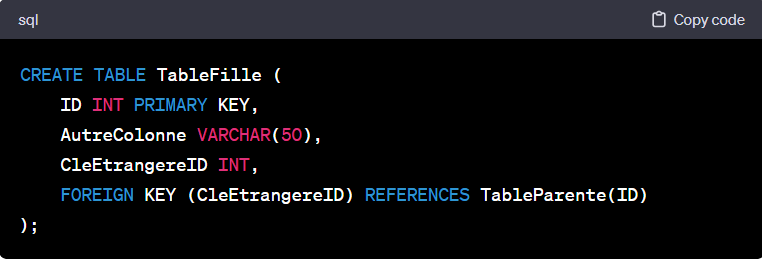 sql
Copy code
CREATE TABLE TableFille (
ID INT PRIMARY KEY,
AutreColonne VARCHAR(50),
CleEtrangereID INT,
FOREIGN KEY (CleEtrangereID) REFERENCES TableParente(ID)
);